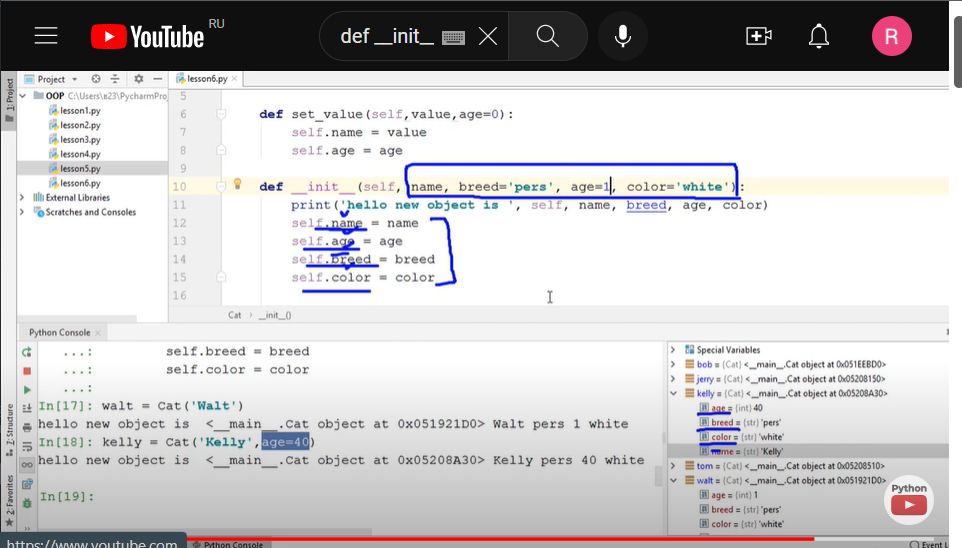 YouTube RU
def __init_
R
Project
lesson6.py
1: Project
OOP C:\Users\в23\PycharmProj
lesson1.py
lesson2.py
lesson3.py
lesson4.py
lesson5.py
lesson6.py
External Libraries
Scratches and Consoles
5
6 def set_value(self,value,age=0):
7 self.name = value
8 self.age = age
9
10 def __init__(self, name, breed='pers', age=1, color='white'):
11 print('hello new object is ', self, name, breed, age, color)
12 self.name = name
13 self.age = age
14 self.breed = breed
15 self.color = color
16
Cat › __init__()
Python Console
...: self.breed = breed
...: self.color = color
...:
In[17]: walt = Cat('Walt')
hello new object is <__main__.Cat object at 0x051921D0> Walt pers 1 white
In[18]: kelly = Cat('Kelly',age=40)
hello new object is <__main__.Cat object at 0x05208A30> Kelly pers 40 white
In[19]:
Special Variables
bob = {Cat} <__main__.Cat object at 0x051EEBD0>
jerry = {Cat} <__main__.Cat object at 0x05208150>
kelly = {Cat} <__main__.Cat object at 0x05208A30>
age = {int} 40
breed = {str} 'pers'
color = {str} 'white'
name = {str} 'Kelly'
tom = {Cat} <__main__.Cat object at 0x05208510>
walt = {Cat} <__main__.Cat object at 0x051921D0>
age = {int} 1
breed = {str} 'pers'
color = {str} 'white'
Python
Z: Structure
2: Favorites
https://www.youtube.com
Python Console
Event L